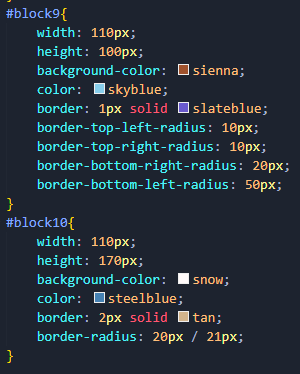 #block9{
width: 110px;
height: 100px;
background-color: sienna;
color: skyblue;
border: 1px solid slateblue;
border-top-left-radius: 10px;
border-top-right-radius: 10px;
border-bottom-right-radius: 20px;
border-bottom-left-radius: 50px;
}
#block10{
width: 110px;
height: 170px;
background-color: snow;
color: steelblue;
border: 2px solid tan;
border-radius: 20px / 21px;
}